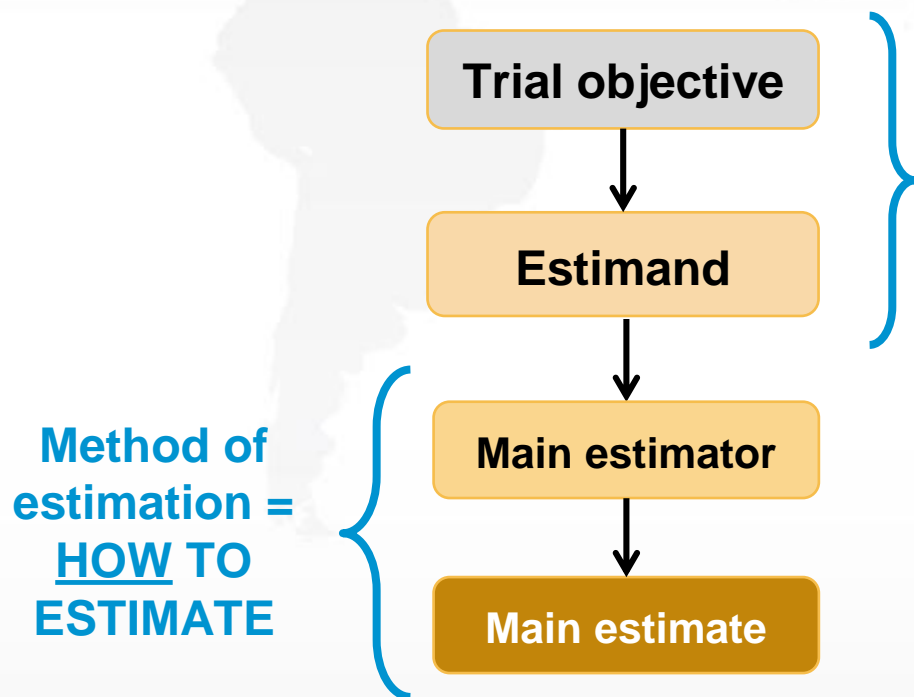 Trial objective
Estimand
Main estimator
Main estimate
Method of
estimation =
HOW TO
ESTIMATE